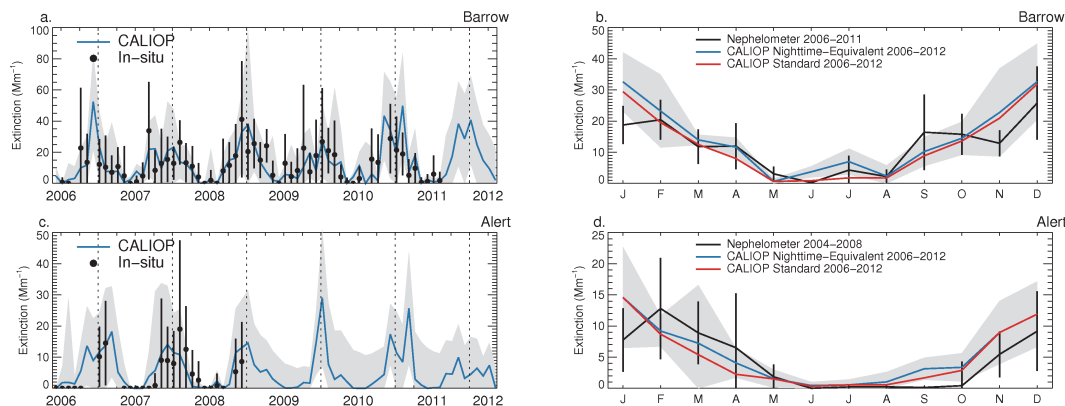 a.
Barrow
100
80
60
40
20
0
Extinction (Mm⁻¹)
CALIOP
In-situ
2006 2007 2008 2009 2010 2011 2012
b.
Barrow
50
40
30
20
10
0
Extinction (Mm⁻¹)
Nephelometer 2006-2011
CALIOP Nighttime-Equivalent 2006-2012
CALIOP Standard 2006-2012
J F M A M J J A S O N D
c.
Alert
50
40
30
20
10
0
Extinction (Mm⁻¹)
CALIOP
In-situ
2006 2007 2008 2009 2010 2011 2012
d.
Alert
25
20
15
10
5
0
Extinction (Mm⁻¹)
Nephelometer 2004-2008
CALIOP Nighttime-Equivalent 2006-2012
CALIOP Standard 2006-2012
J F M A M J J A S O N D